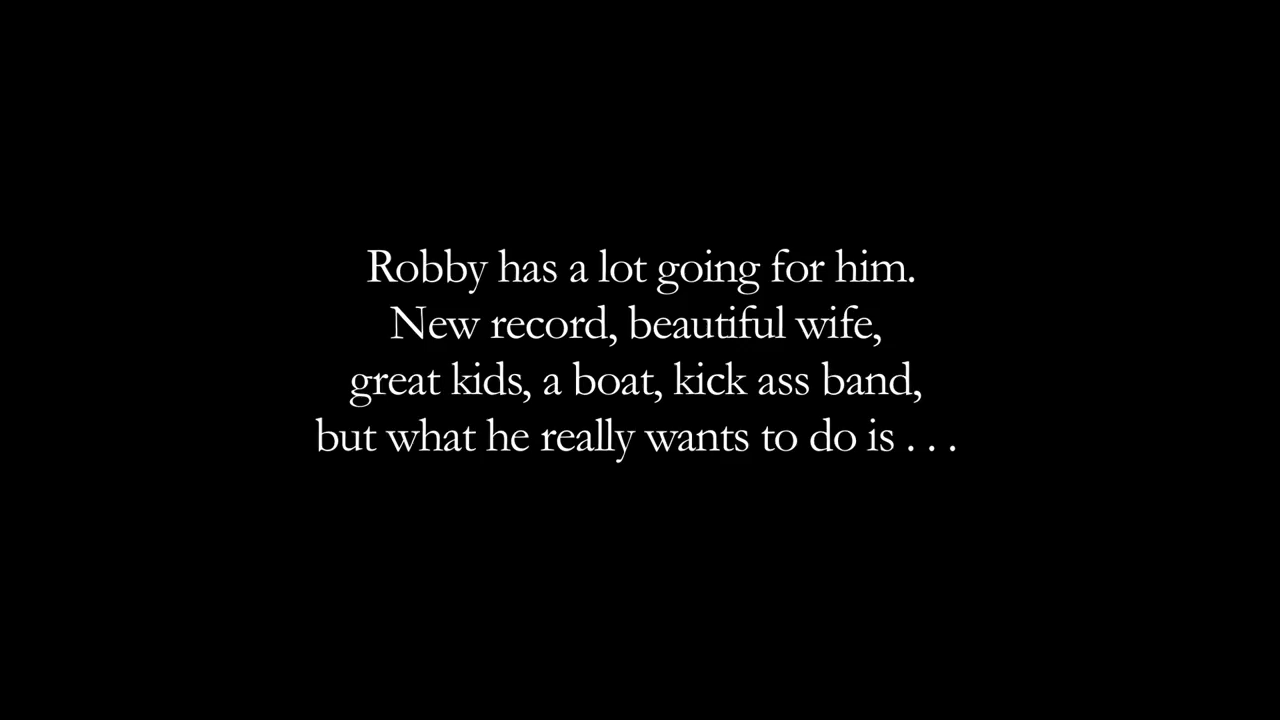 Robby has a lot going for him.
New record, beautiful wife,
great kids, a boat, kick ass band,
but what he really wants to do is . . .